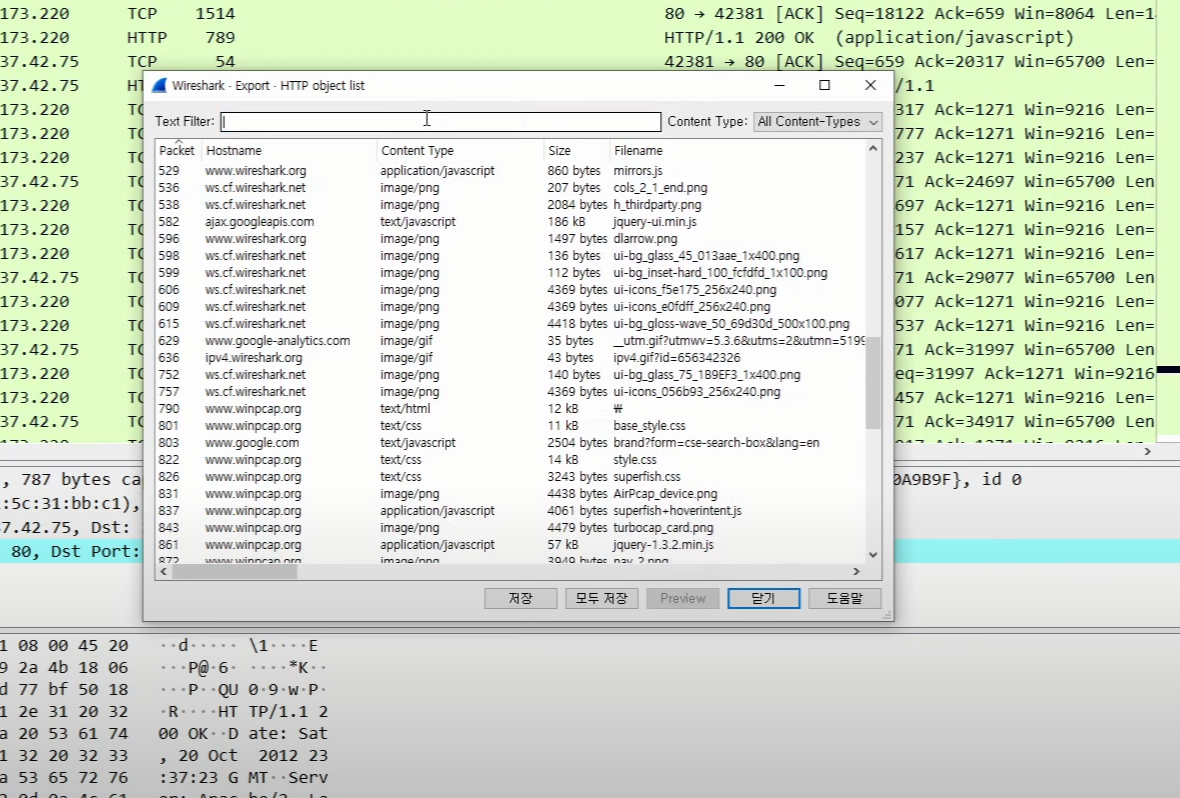 173.220 TCP 1514 80 → 42381 [ACK] Seq=18122 Ack=659 Win=8064 Len=1
173.220 HTTP 789 HTTP/1.1 200 OK (application/javascript)
37.42.75 TCP 54 42381 → 80 [ACK] Seq=659 Ack=20317 Win=65700 Len=
37.42.75 HT /1.1
Wireshark · Export · HTTP object list
173.220 TC 317 Ack=1271 Win=9216 Len=
Text Filter: Content Type: All Content-Types
173.220 TC 777 Ack=1271 Win=9216 Len=
Packet Hostname Content Type Size Filename
173.220 TC 237 Ack=1271 Win=9216 Len=
529 www.wireshark.org application/javascript 860 bytes mirrors.js
37.42.75 TC 71 Ack=24697 Win=65700 Len
536 ws.cf.wireshark.net image/png 207 bytes cols_2_1_end.png
538 ws.cf.wireshark.net image/png 2084 bytes h_thirdparty.png
173.220 TC 697 Ack=1271 Win=9216 Len=
582 ajax.googleapis.com text/javascript 186 kB jquery-ui.min.js
173.220 TC 157 Ack=1271 Win=9216 Len=
596 www.wireshark.org image/png 1497 bytes dlarrow.png
173.220 TC 617 Ack=1271 Win=9216 Len=
598 ws.cf.wireshark.net image/png 136 bytes ui-bg_glass_45_013aae_1x400.png
599 ws.cf.wireshark.net image/png 112 bytes ui-bg_inset-hard_100_fcfdfd_1x100.png
37.42.75 TC 71 Ack=29077 Win=65700 Len
606 ws.cf.wireshark.net image/png 4369 bytes ui-icons_f5e175_256x240.png
173.220 TC 077 Ack=1271 Win=9216 Len=
609 ws.cf.wireshark.net image/png 4369 bytes ui-icons_e0fdff_256x240.png
615 ws.cf.wireshark.net image/png 4418 bytes ui-bg_gloss-wave_50_69d30d_500x100.png
173.220 TC 537 Ack=1271 Win=9216 Len=
629 www.google-analytics.com image/gif 35 bytes __utm.gif?utmwv=5.3.6&utms=2&utmn=5199
37.42.75 TC 71 Ack=31997 Win=65700 Len
636 ipv4.wireshark.org image/gif 43 bytes ipv4.gif?id=656342326
173.220 TC eq=31997 Ack=1271 Win=9216
752 ws.cf.wireshark.net image/png 140 bytes ui-bg_glass_75_1B9EF3_1x400.png
757 ws.cf.wireshark.net image/png 4369 bytes ui-icons_056b93_256x240.png
173.220 TC 457 Ack=1271 Win=9216 Len=
790 www.winpcap.org text/html 12 kB ₩
37.42.75 TC 71 Ack=34917 Win=65700 Len
801 www.winpcap.org text/css 11 kB base_style.css
803 www.google.com text/javascript 2504 bytes brand?form=cse-search-box&lang=en
822 www.winpcap.org text/css 14 kB style.css
, 787 bytes ca 0A9B9F}, id 0
826 www.winpcap.org text/css 3243 bytes superfish.css
831 www.winpcap.org image/png 4438 bytes AirPcap_device.png
:5c:31:bb:c1),
837 www.winpcap.org application/javascript 4061 bytes superfish+hoverintent.js
7.42.75, Dst:
843 www.winpcap.org image/png 4479 bytes turbocap_card.png
80, Dst Port:
861 www.winpcap.org application/javascript 57 kB jquery-1.3.2.min.js
872 www.winpcap.org image/png 3949 bytes nav_2.png
저장 모두 저장 Preview 닫기 도움말
1 08 00 45 20 ··d····· \1····E
9 2a 4b 18 06 ···P@·6· ····*K··
d 77 bf 50 18 ···P··QU 0·9·w·P·
1 2e 31 20 32 ·R····HT TP/1.1 2
a 20 53 61 74 00 OK··D ate: Sat
1 32 20 32 33 , 20 Oct 2012 23
a 53 65 72 76 :37:23 G MT··Serv